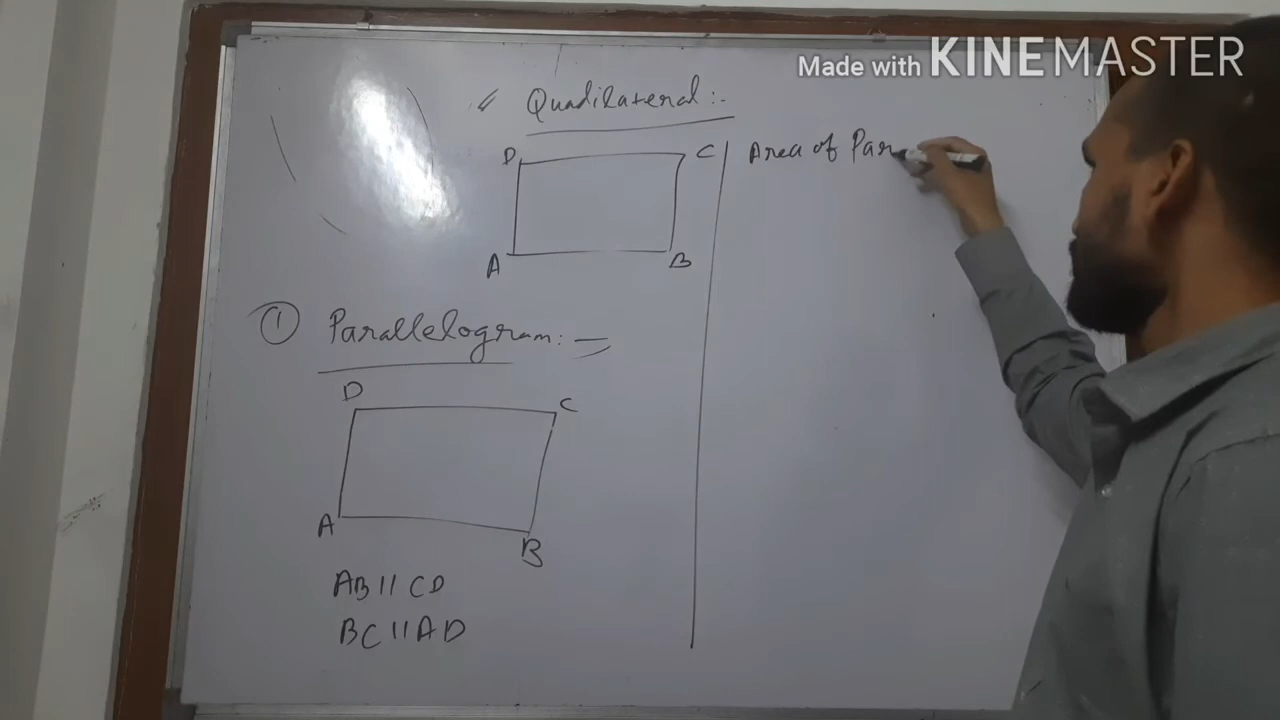 Made with KINEMASTER
Quadilateral :-
D C
A B
Area of Par
① Parallelogram : -
D C
A B
AB || CD
BC || AD